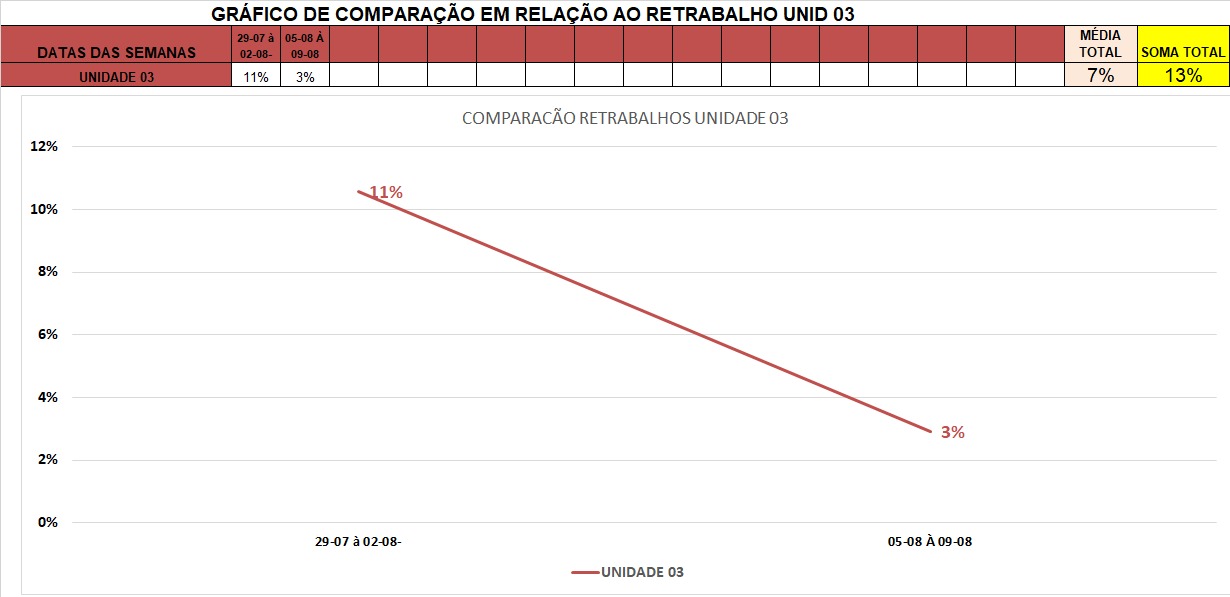 GRÁFICO DE COMPARAÇÃO EM RELAÇÃO AO RETRABALHO UNID 03
DATAS DAS SEMANAS 29-07 à 02-08- 05-08 À 09-08 MÉDIA TOTAL SOMA TOTAL
UNIDADE 03 11% 3% 7% 13%
COMPARACÃO RETRABALHOS UNIDADE 03
12%
11%
10%
8%
6%
4%
3%
2%
0%
29-07 à 02-08- 05-08 À 09-08
UNIDADE 03